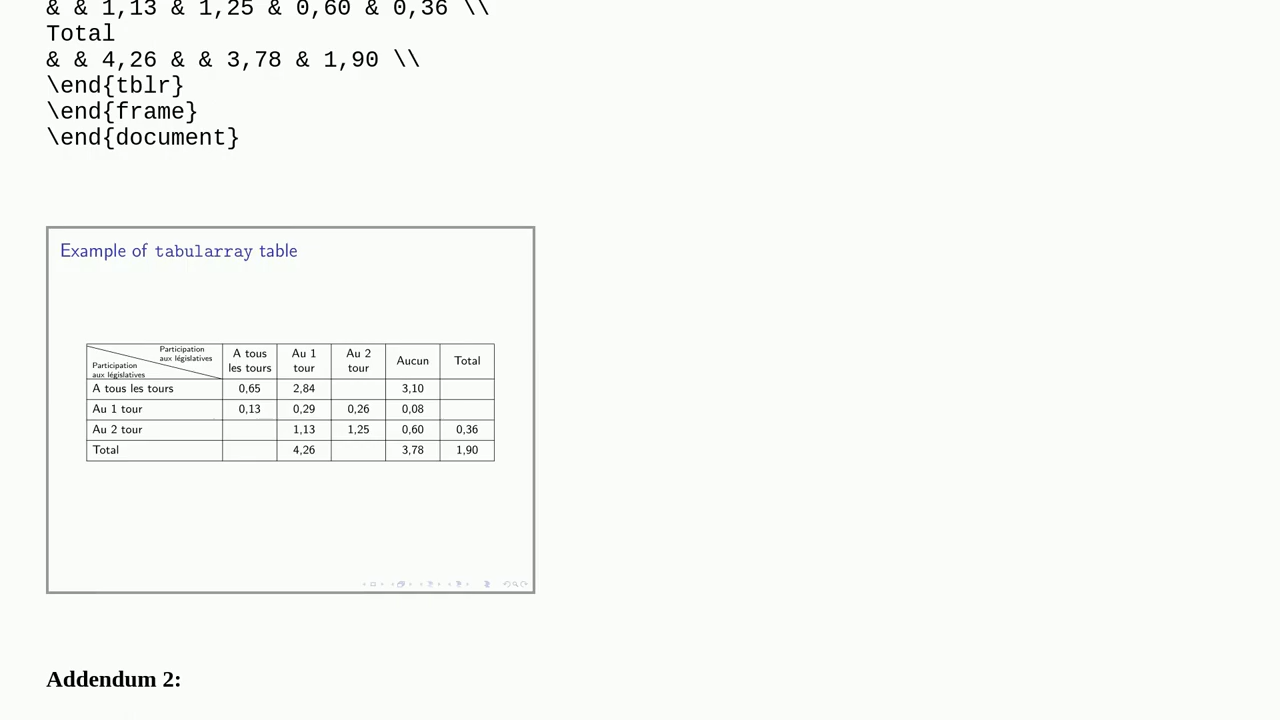 & & 1,13 & 1,25 & 0,60 & 0,36 \\
Total
& & 4,26 & & 3,78 & 1,90 \\
\end{tblr}
\end{frame}
\end{document}
Example of tabularray table
Participation
aux législatives
Participation
aux législatives
A tous
les tours
Au 1
tour
Au 2
tour
Aucun
Total
A tous les tours 0,65 2,84 3,10
Au 1 tour 0,13 0,29 0,26 0,08
Au 2 tour 1,13 1,25 0,60 0,36
Total 4,26 3,78 1,90
Addendum 2: